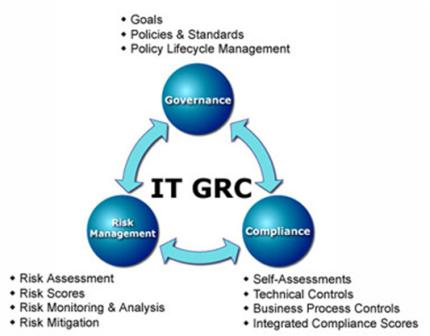 • Goals
• Policies & Standards
• Policy Lifecycle Management
Governance
IT GRC
Risk
Management
Compliance
• Risk Assessment
• Risk Scores
• Risk Monitoring & Analysis
• Risk Mitigation
• Self-Assessments
• Technical Controls
• Business Process Controls
• Integrated Compliance Scores